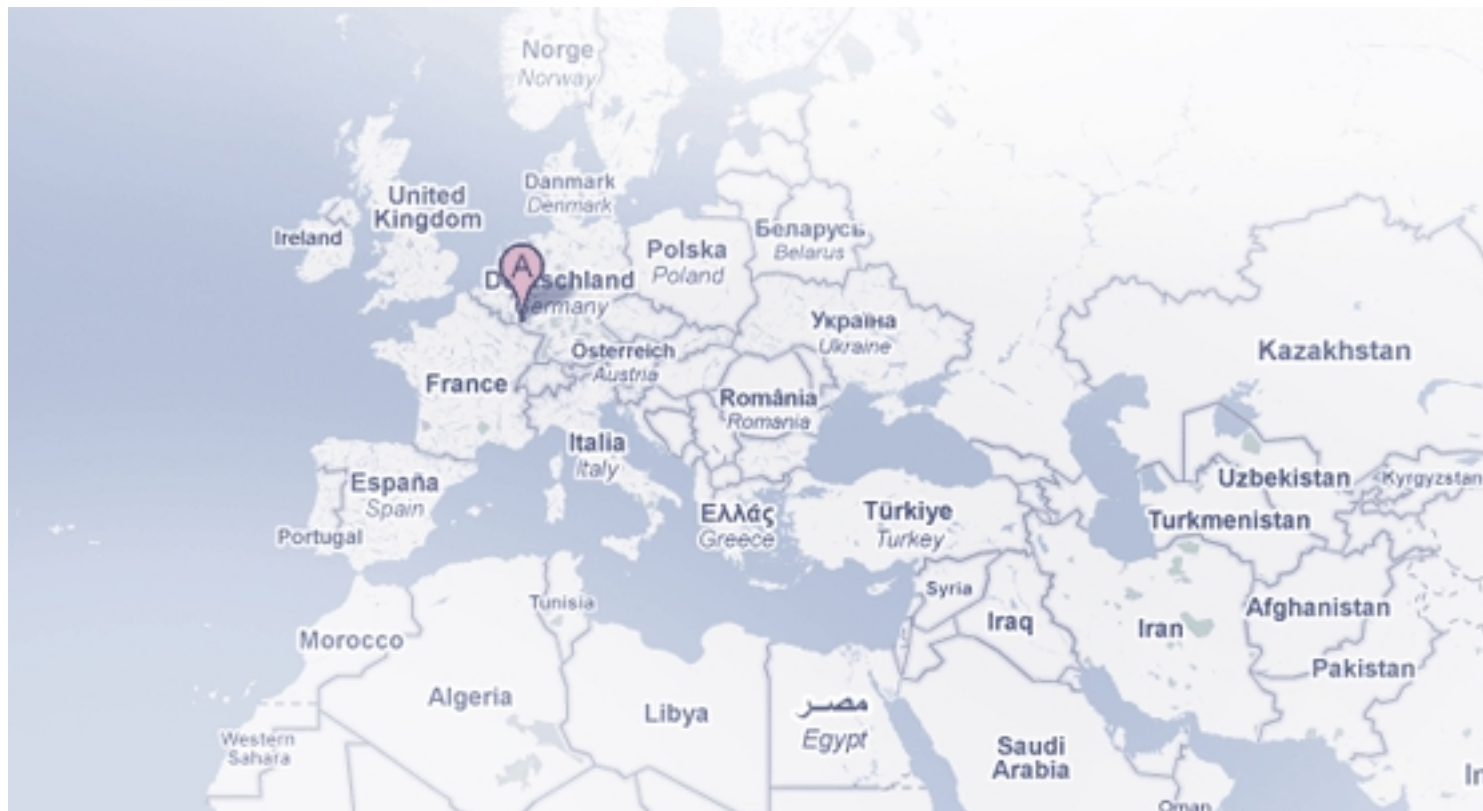 Norge
Norway
Danmark
Denmark
United
Kingdom
Ireland
Беларусь
Belarus
Polska
Poland
A
Germany
Україна
Ukraine
Österreich
Austria
Kazakhstan
France
România
Romania
Italia
Italy
España
Spain
Uzbekistan
Kyrgyzstan
Ελλάς
Greece
Türkiye
Turkey
Turkmenistan
Portugal
Syria
Tunisia
Afghanistan
Iraq
Iran
Morocco
Pakistan
Algeria
Libya
مصر
Egypt
Western
Sahara
Saudi
Arabia
Oman